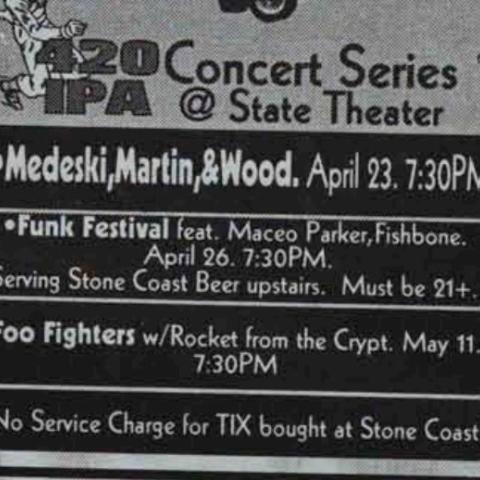 420 Concert Series
IPA @ State Theater
•Medeski,Martin,&Wood. April 23. 7:30PM
•Funk Festival feat. Maceo Parker,Fishbone.
April 26. 7:30PM.
Serving Stone Coast Beer upstairs. Must be 21+.
Foo Fighters w/Rocket from the Crypt. May 11.
7:30PM
No Service Charge for TIX bought at Stone Coast